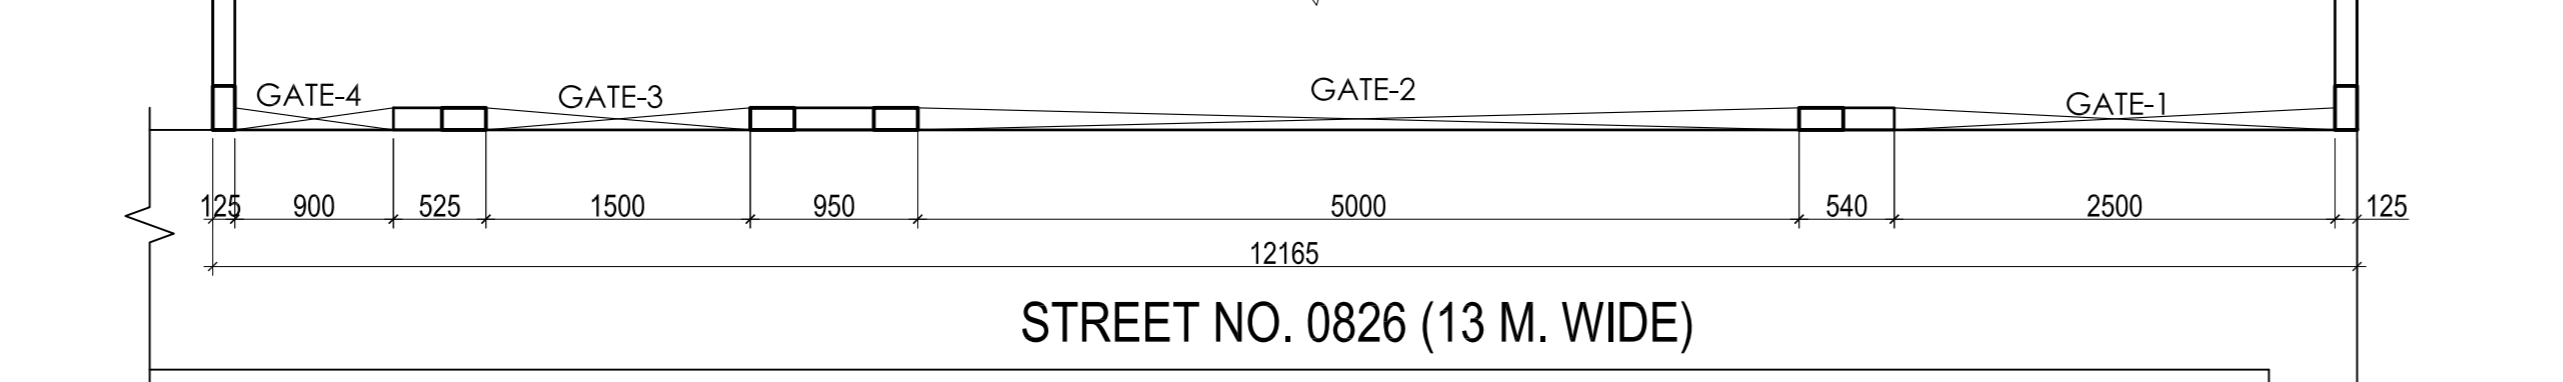 GATE-4 GATE-3 GATE-2 GATE-1
125 900 525 1500 950 5000 540 2500 125
12165
STREET NO. 0826 (13 M. WIDE)